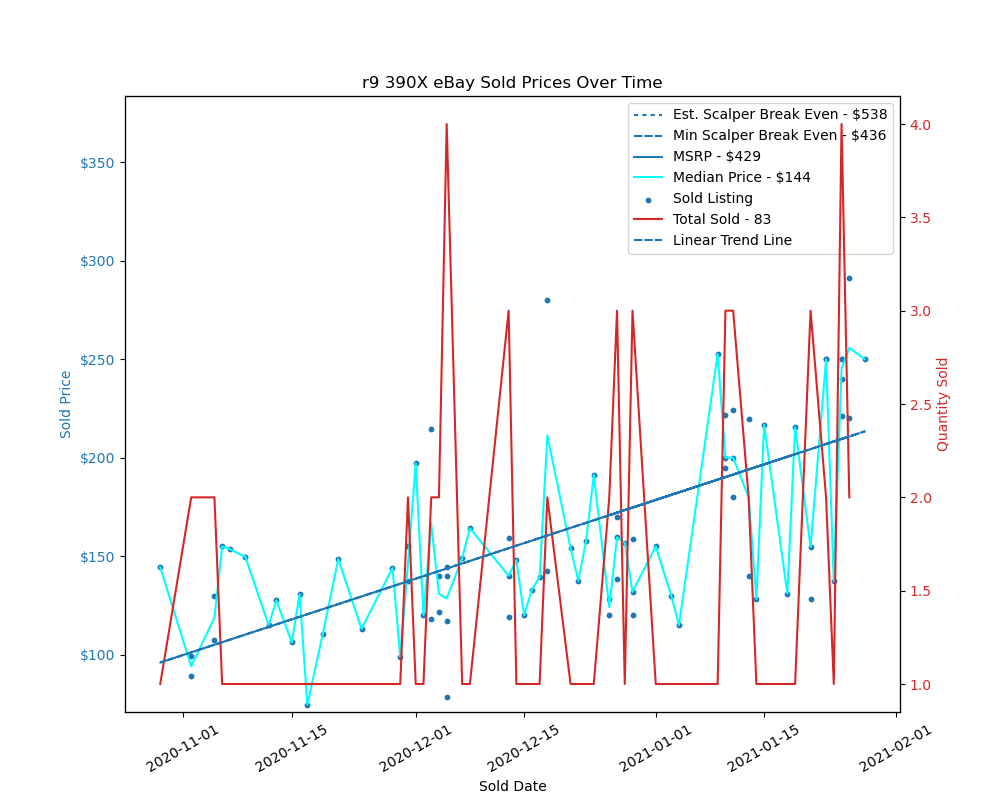 r9 390X eBay Sold Prices Over Time
Est. Scalper Break Even - $538
Min Scalper Break Even - $436
MSRP - $429
Median Price - $144
Sold Listing
Total Sold - 83
Linear Trend Line
$350
$300
$250
$200
$150
$100
Sold Price
4.0
3.5
3.0
2.5
2.0
1.5
1.0
Quantity Sold
2020-11-01
2020-11-15
2020-12-01
2020-12-15
2021-01-01
2021-01-15
2021-02-01
Sold Date